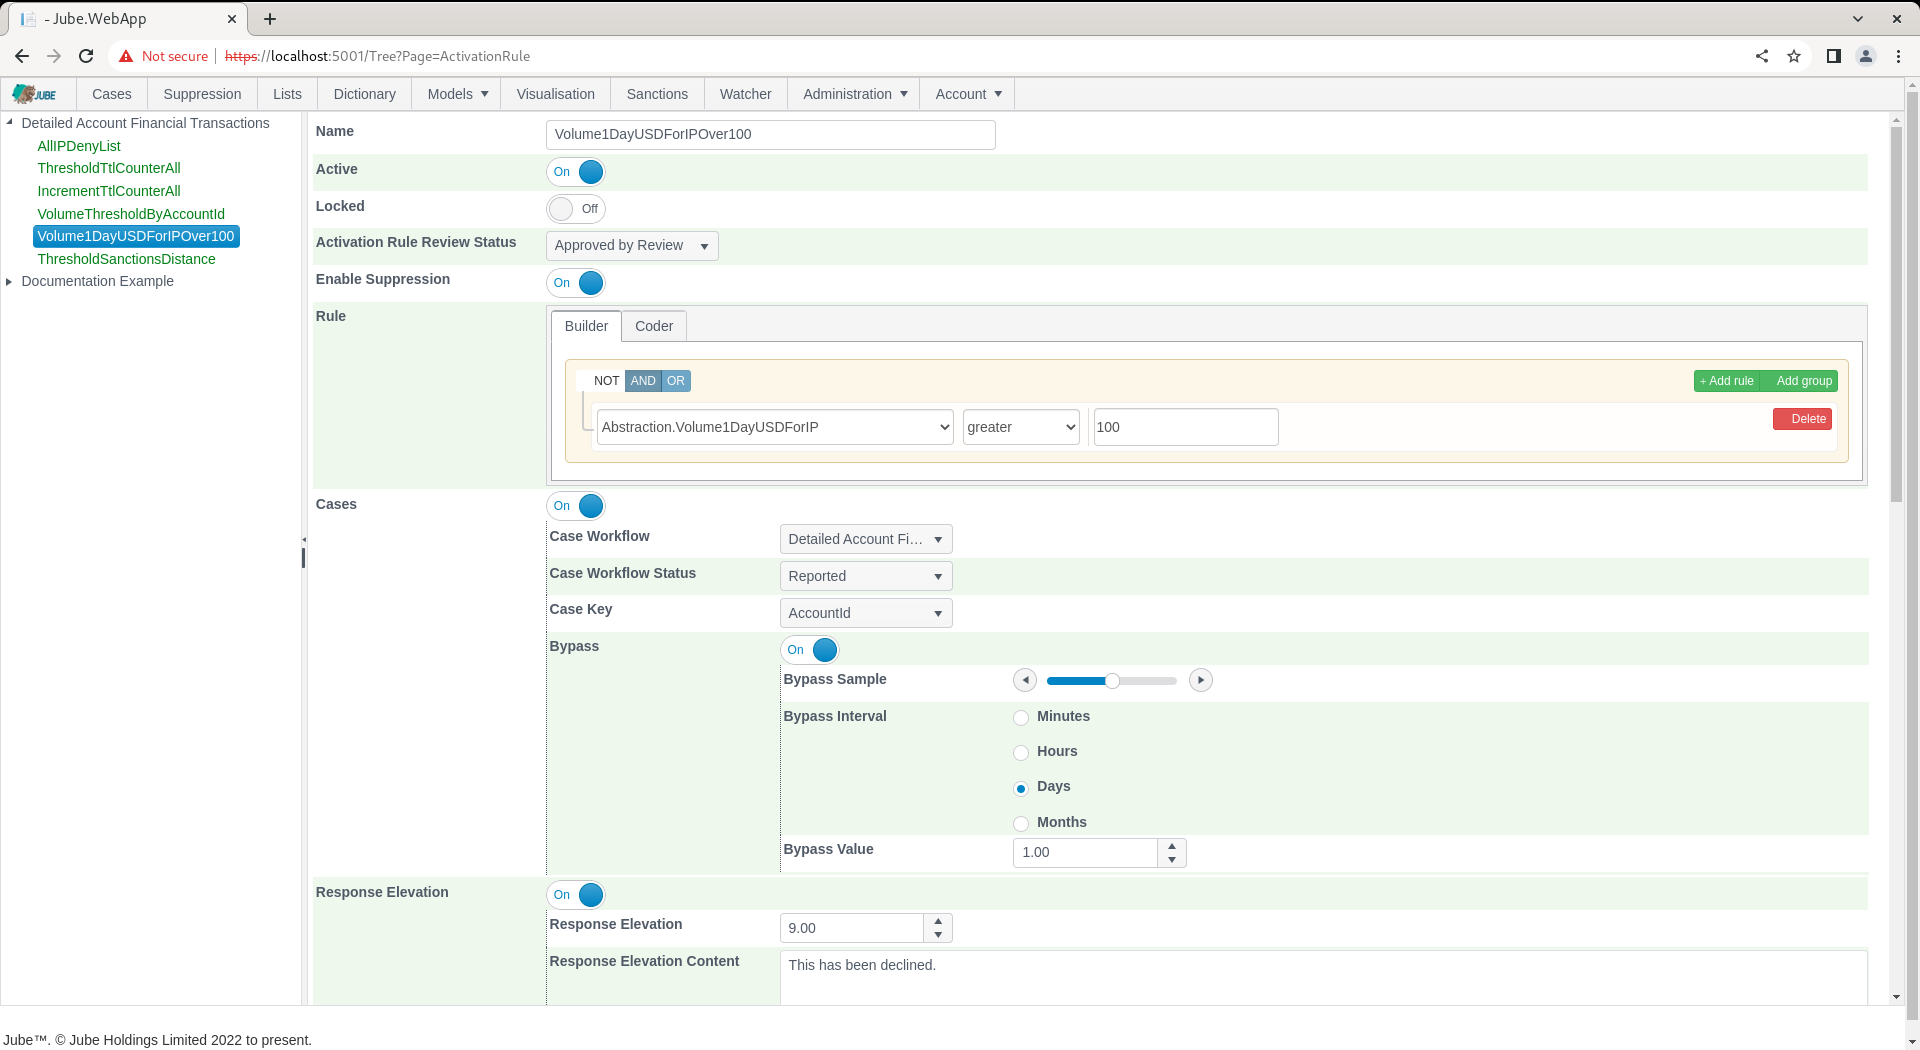 - Jube.WebApp
Not secure
https://localhost:5001/Tree?Page=ActivationRule
JUBE
Cases
Suppression
Lists
Dictionary
Models
Visualisation
Sanctions
Watcher
Administration
Account
Detailed Account Financial Transactions
AllIPDenyList
ThresholdTtlCounterAll
IncrementTtlCounterAll
VolumeThresholdByAccountId
Volume1DayUSDForIPOver100
ThresholdSanctionsDistance
Documentation Example
Name
Volume1DayUSDForIPOver100
Active
On
Locked
Off
Activation Rule Review Status
Approved by Review
Enable Suppression
On
Rule
Builder
Coder
NOT AND OR
+ Add rule
Add group
Abstraction.Volume1DayUSDForIP
greater
100
Delete
Cases
On
Case Workflow
Detailed Account Fi...
Case Workflow Status
Reported
Case Key
AccountId
Bypass
On
Bypass Sample
Bypass Interval
Minutes
Hours
Days
Months
Bypass Value
1.00
Response Elevation
On
Response Elevation
9.00
Response Elevation Content
This has been declined.
Jube™. © Jube Holdings Limited 2022 to present.